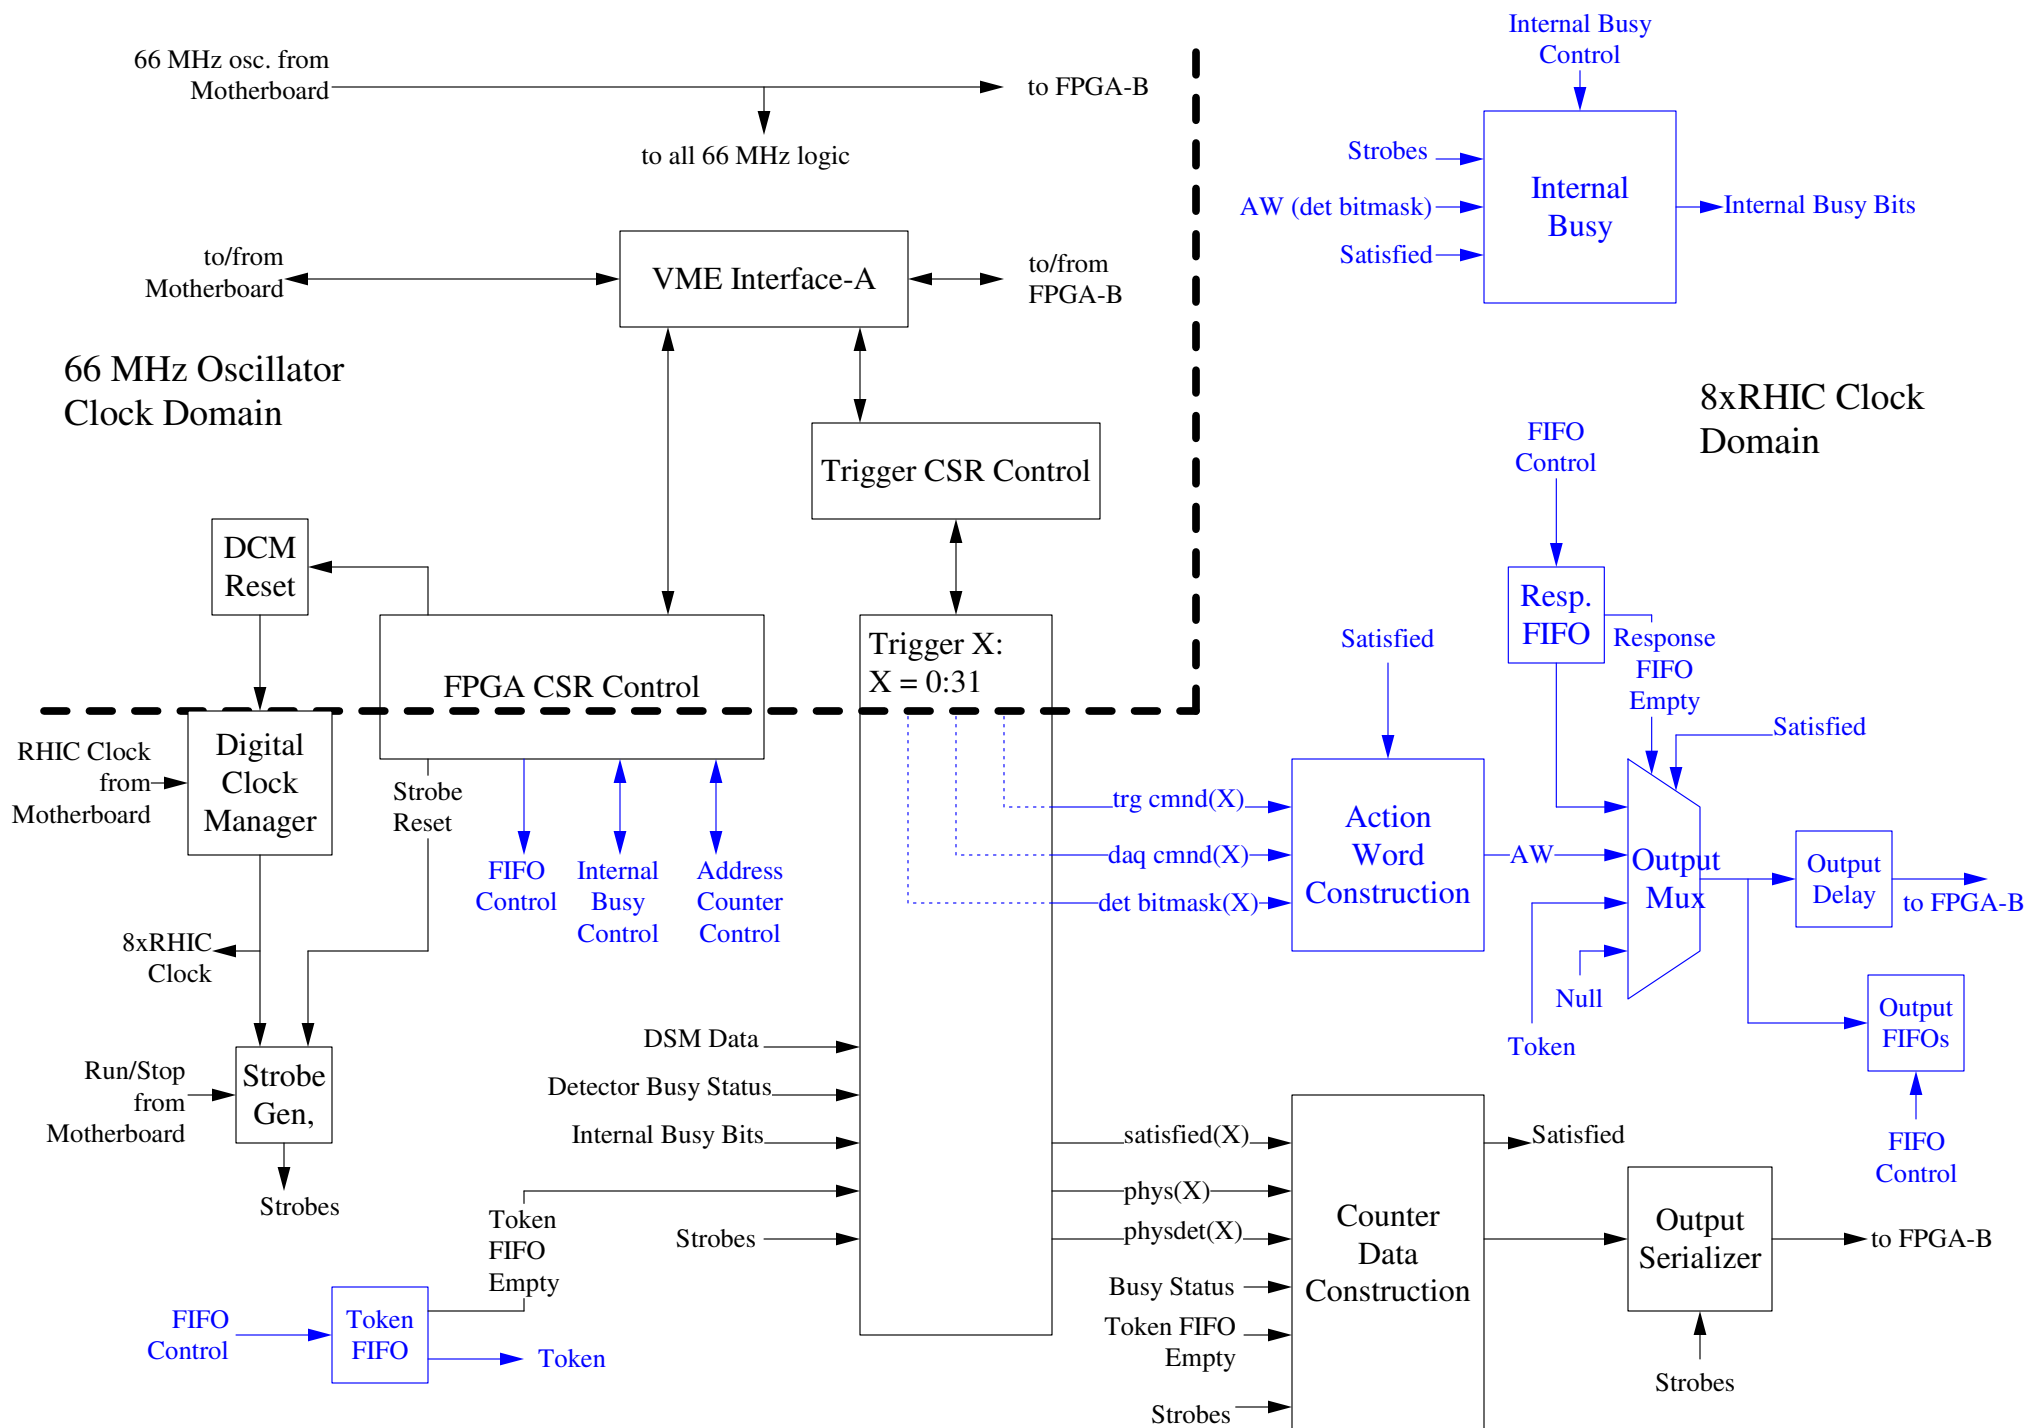 66 MHz osc. from
Motherboard
to FPGA-B
to all 66 MHz logic
Internal Busy
Control
Strobes
AW (det bitmask)
Satisfied
Internal
Busy
Internal Busy Bits
to/from
Motherboard
VME Interface-A
to/from
FPGA-B
66 MHz Oscillator
Clock Domain
8xRHIC Clock
Domain
Trigger CSR Control
FIFO
Control
DCM
Reset
Resp.
FIFO
Response
FIFO
Empty
FPGA CSR Control
Trigger X:
X = 0:31
Satisfied
Satisfied
RHIC Clock
from
Motherboard
Digital
Clock
Manager
Strobe
Reset
FIFO
Control
Internal
Busy
Control
Address
Counter
Control
trg cmnd(X)
daq cmnd(X)
det bitmask(X)
Action
Word
Construction
AW
Output
Mux
Output
Delay
to FPGA-B
8xRHIC
Clock
Null
Token
Output
FIFOs
FIFO
Control
Run/Stop
from
Motherboard
Strobe
Gen,
Strobes
DSM Data
Detector Busy Status
Internal Busy Bits
Token
FIFO
Empty
Strobes
satisfied(X)
phys(X)
physdet(X)
Busy Status
Token FIFO
Empty
Strobes
Counter
Data
Construction
Satisfied
Output
Serializer
to FPGA-B
Strobes
FIFO
Control
Token
FIFO
Token